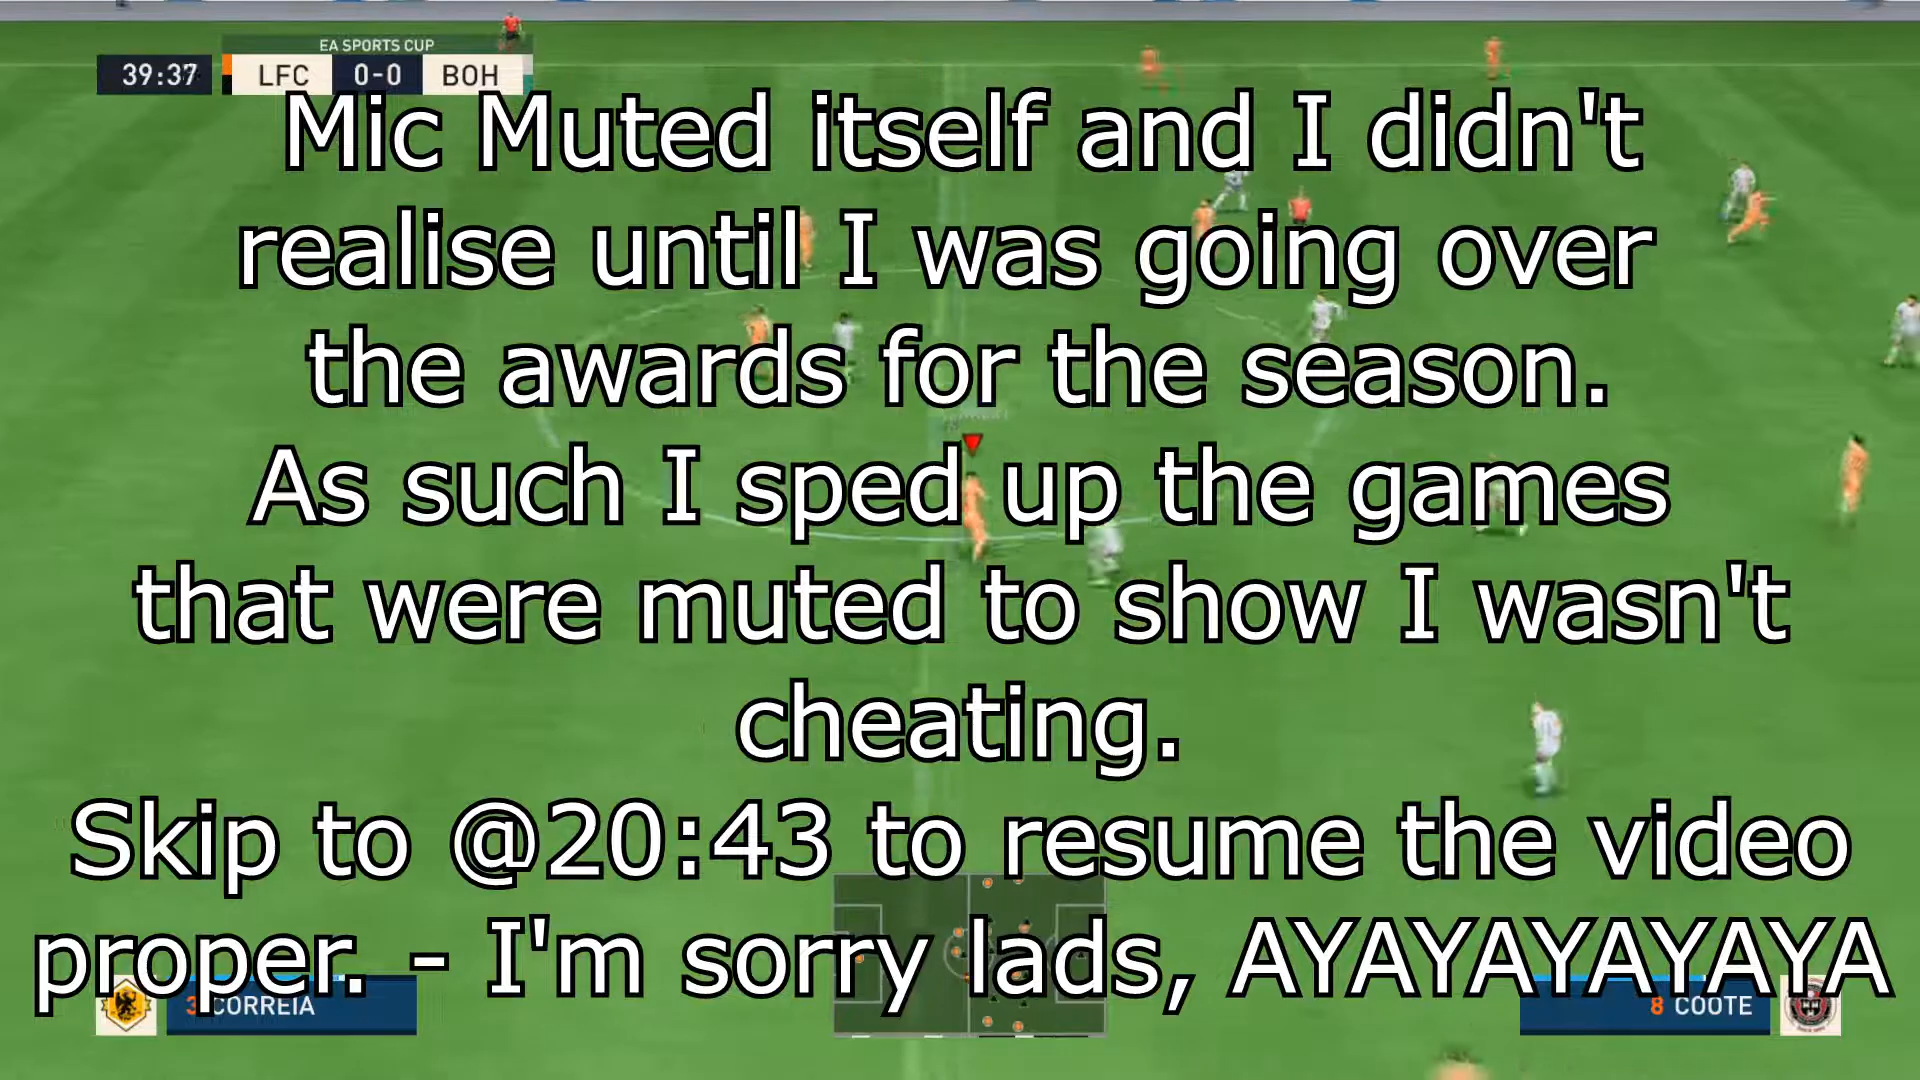 EA SPORTS CUP
39:37 LFC 0-0 BOH
Mic Muted itself and I didn't
realise until I was going over
the awards for the season.
As such I sped up the games
that were muted to show I wasn't
cheating.
Skip to @20:43 to resume the video
proper. - I'm sorry lads, AYAYAYAYAYA
3 CORREIA
8 COOTE